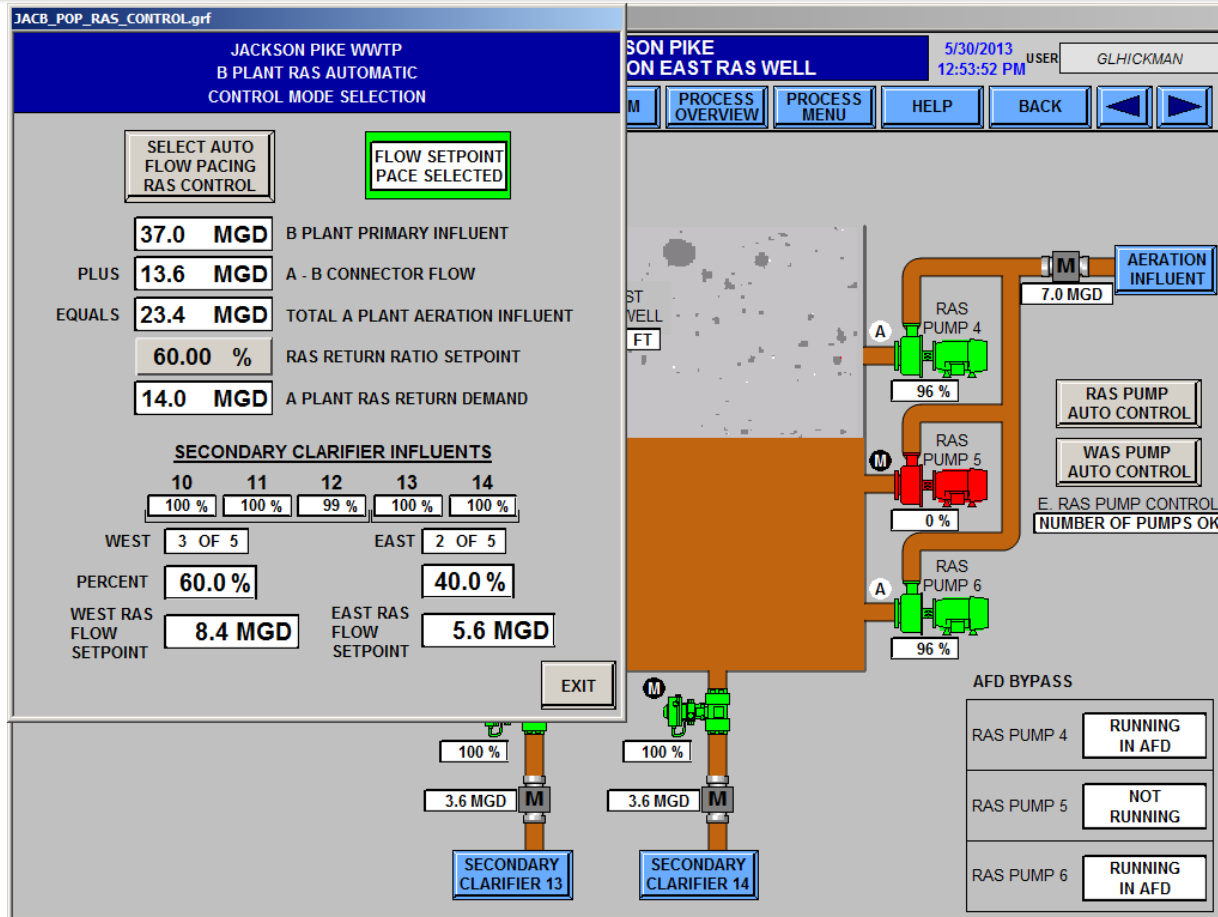 JACB_POP_RAS_CONTROL.grf
JACKSON PIKE WWTP
B PLANT RAS AUTOMATIC
CONTROL MODE SELECTION
SELECT AUTO
FLOW PACING
RAS CONTROL
FLOW SETPOINT
PACE SELECTED
37.0 MGD B PLANT PRIMARY INFLUENT
PLUS 13.6 MGD A - B CONNECTOR FLOW
EQUALS 23.4 MGD TOTAL A PLANT AERATION INFLUENT
60.00 % RAS RETURN RATIO SETPOINT
14.0 MGD A PLANT RAS RETURN DEMAND
SECONDARY CLARIFIER INFLUENTS
10 11 12 13 14
100 % 100 % 99 % 100 % 100 %
WEST 3 OF 5 EAST 2 OF 5
PERCENT 60.0 % 40.0 %
WEST RAS
FLOW
SETPOINT
8.4 MGD
EAST RAS
FLOW
SETPOINT
5.6 MGD
EXIT
SON PIKE
ON EAST RAS WELL
5/30/2013
12:53:52 PM
USER
GLHICKMAN
M
PROCESS
OVERVIEW
PROCESS
MENU
HELP
BACK
ST
WELL
FT
M
AERATION
INFLUENT
7.0 MGD
A
RAS
PUMP 4
96 %
RAS PUMP
AUTO CONTROL
M
RAS
PUMP 5
0 %
WAS PUMP
AUTO CONTROL
E. RAS PUMP CONTROL
NUMBER OF PUMPS OK
A
RAS
PUMP 6
96 %
M
100 %
100 %
3.6 MGD M
3.6 MGD M
SECONDARY
CLARIFIER 13
SECONDARY
CLARIFIER 14
AFD BYPASS
RAS PUMP 4
RUNNING
IN AFD
RAS PUMP 5
NOT
RUNNING
RAS PUMP 6
RUNNING
IN AFD